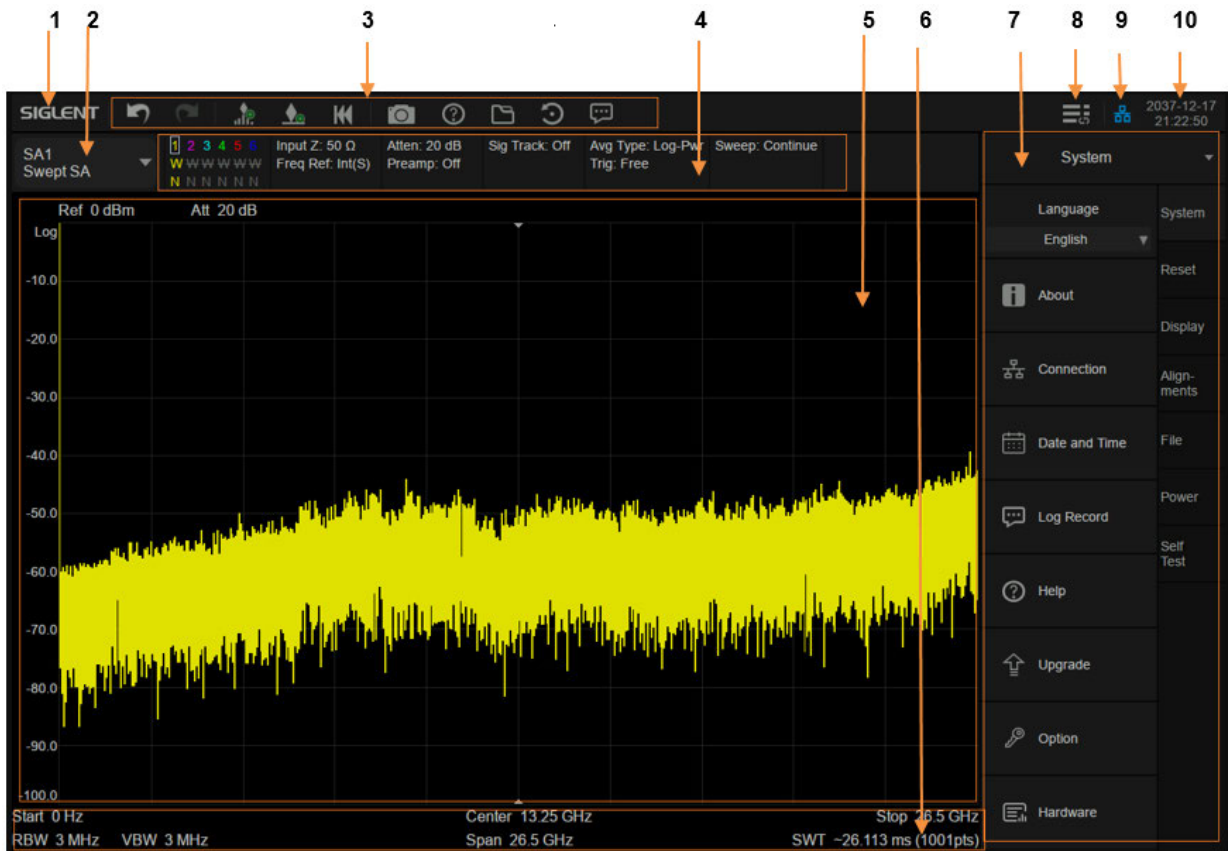 1 2 3 4 5 6 7 8 9 10
SIGLENT
2037-12-17
21:22:50
SA1
Swept SA
1 2 3 4 5 6
W W W W W W
N N N N N N
Input Z: 50 Ω
Freq Ref: Int(S)
Atten: 20 dB
Preamp: Off
Sig Track: Off
Avg Type: Log-Pwr
Trig: Free
Sweep: Continue
Ref 0 dBm Att 20 dB
Log
-10.0
-20.0
-30.0
-40.0
-50.0
-60.0
-70.0
-80.0
-90.0
-100.0
Start 0 Hz Center 13.25 GHz Stop 26.5 GHz
RBW 3 MHz VBW 3 MHz Span 26.5 GHz SWT ~26.113 ms (1001pts)
System
Language
English
About
Connection
Date and Time
Log Record
Help
Upgrade
Option
Hardware
System
Reset
Display
Align-
ments
File
Power
Self
Test